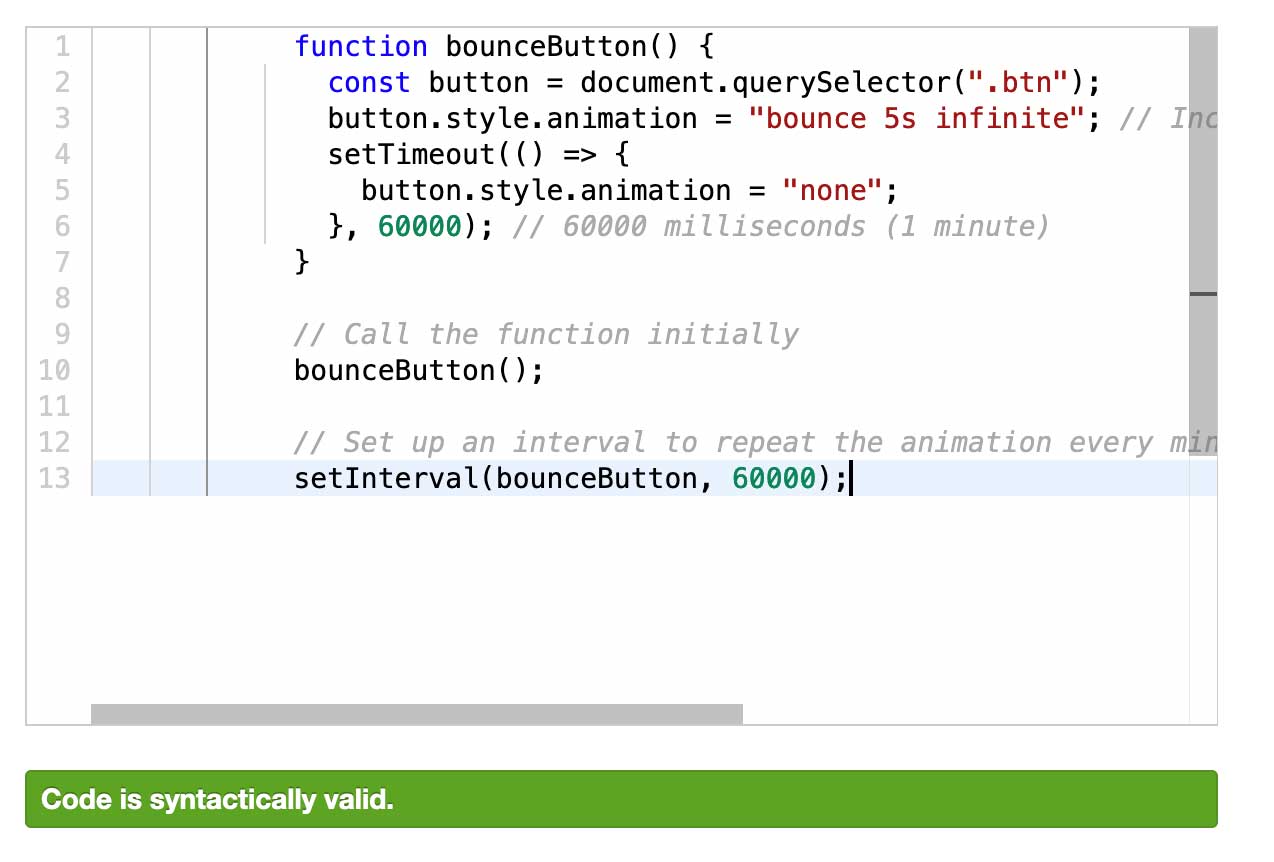 1 function bounceButton() {
2 const button = document.querySelector(".btn");
3 button.style.animation = "bounce 5s infinite"; // Inc
4 setTimeout(() => {
5 button.style.animation = "none";
6 }, 60000); // 60000 milliseconds (1 minute)
7 }
8
9 // Call the function initially
10 bounceButton();
11
12 // Set up an interval to repeat the animation every min
13 setInterval(bounceButton, 60000);
Code is syntactically valid.